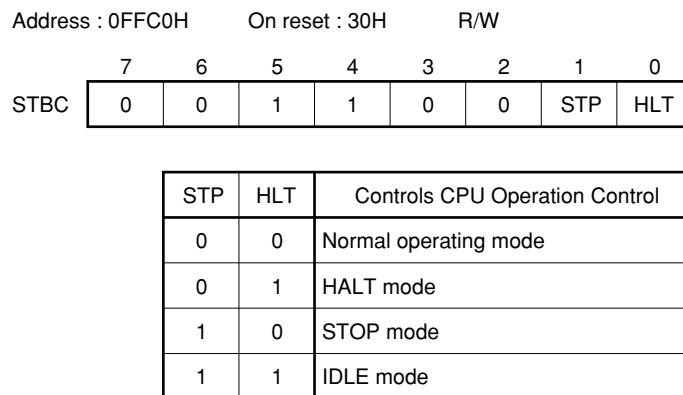 Address : 0FFC0H On reset : 30H R/W
7 6 5 4 3 2 1 0
STBC 0 0 1 1 0 0 STP HLT
STP HLT Controls CPU Operation Control
0 0 Normal operating mode
0 1 HALT mode
1 0 STOP mode
1 1 IDLE mode